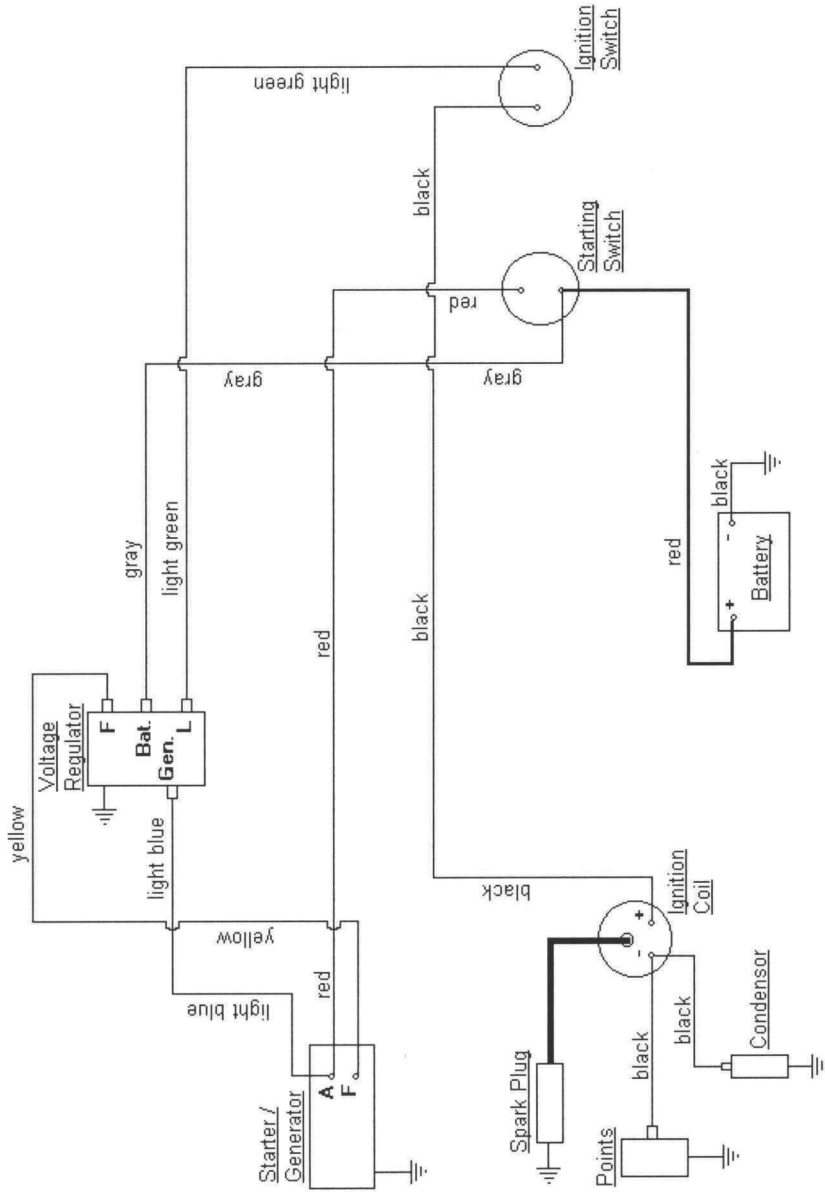 yellow
Voltage
Regulator
F
Bat.
Gen.
L
gray
light green
light green
Ignition
Switch
light blue
gray
gray
black
yellow
red
red
Starting
Switch
light blue
red
black
Starter /
Generator
A
F
black
red
black
+
-
Battery
Ignition
Coil
+
-
Spark Plug
black
black
Points
Condensor